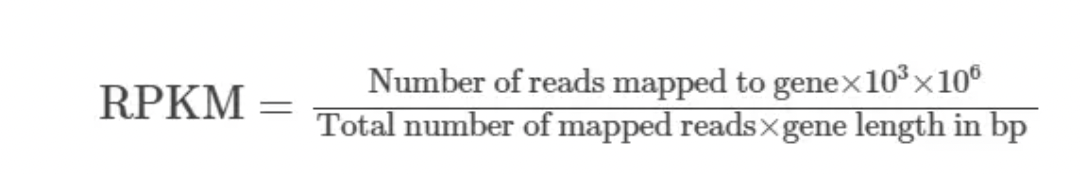 RPKM = Number of reads mapped to gene×10³×10⁶
Total number of mapped reads×gene length in bp